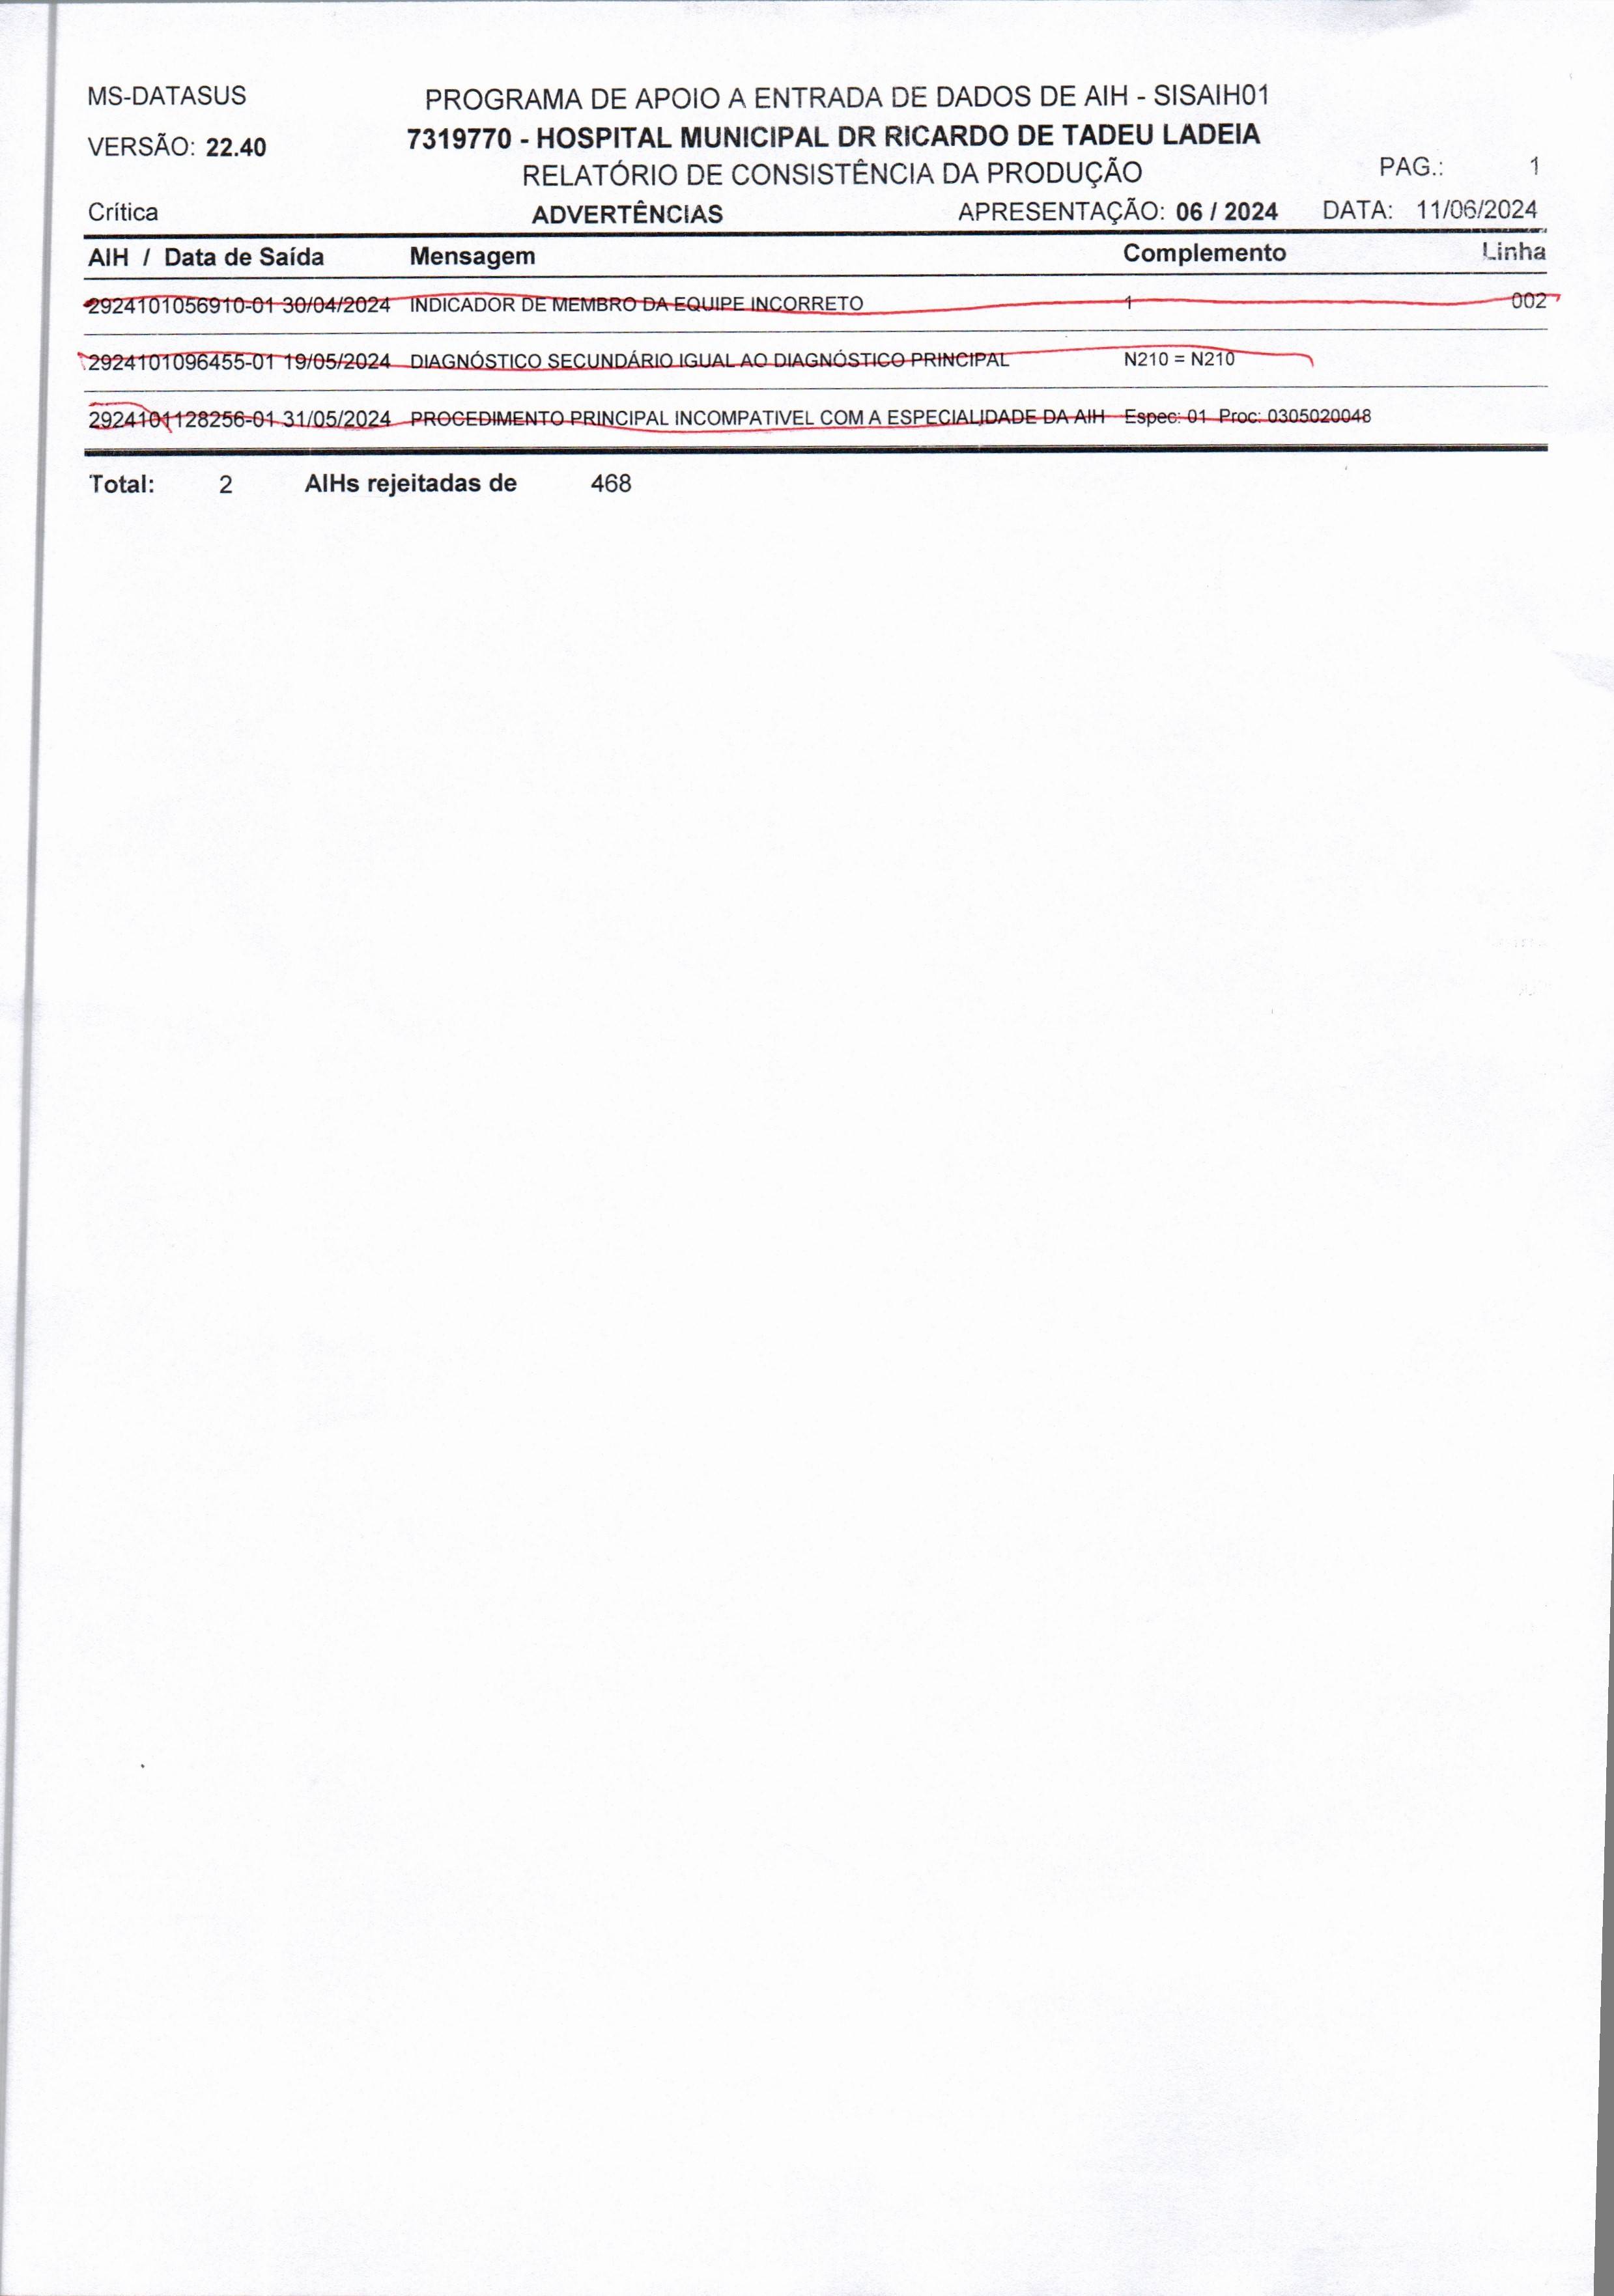 MS-DATASUS PROGRAMA DE APOIO A ENTRADA DE DADOS DE AIH - SISAIH01
VERSÃO: 22.40 7319770 - HOSPITAL MUNICIPAL DR RICARDO DE TADEU LADEIA
RELATÓRIO DE CONSISTÊNCIA DA PRODUÇÃO PAG.: 1
Crítica ADVERTÊNCIAS APRESENTAÇÃO: 06 / 2024 DATA: 11/06/2024
AIH / Data de Saída Mensagem Complemento Linha
2924101056910-01 30/04/2024 INDICADOR DE MEMBRO DA EQUIPE INCORRETO 1 002
2924101096455-01 19/05/2024 DIAGNÓSTICO SECUNDÁRIO IGUAL AO DIAGNÓSTICO PRINCIPAL N210 = N210
2924101128256-01 31/05/2024 PROCEDIMENTO PRINCIPAL INCOMPATIVEL COM A ESPECIALIDADE DA AIH Espec: 01 Proc: 0305020048
Total: 2 AIHs rejeitadas de 468